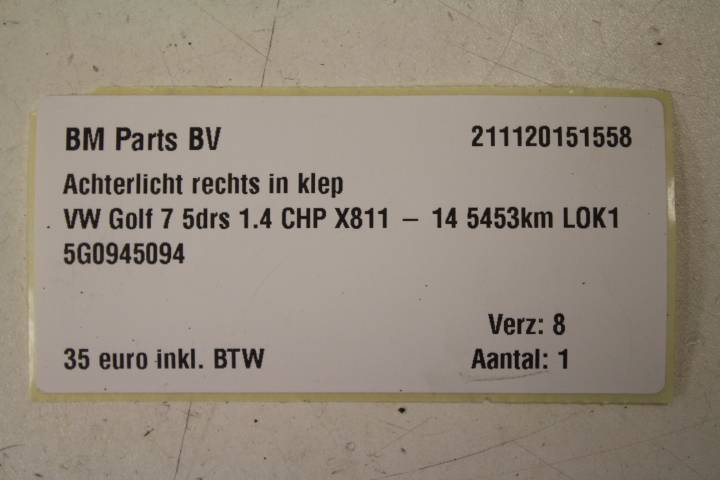 BM Parts BV 211120151558
Achterlicht rechts in klep
VW Golf 7 5drs 1.4 CHP X811 – 14 5453km LOK1
5G0945094
Verz: 8
35 euro inkl. BTW Aantal: 1